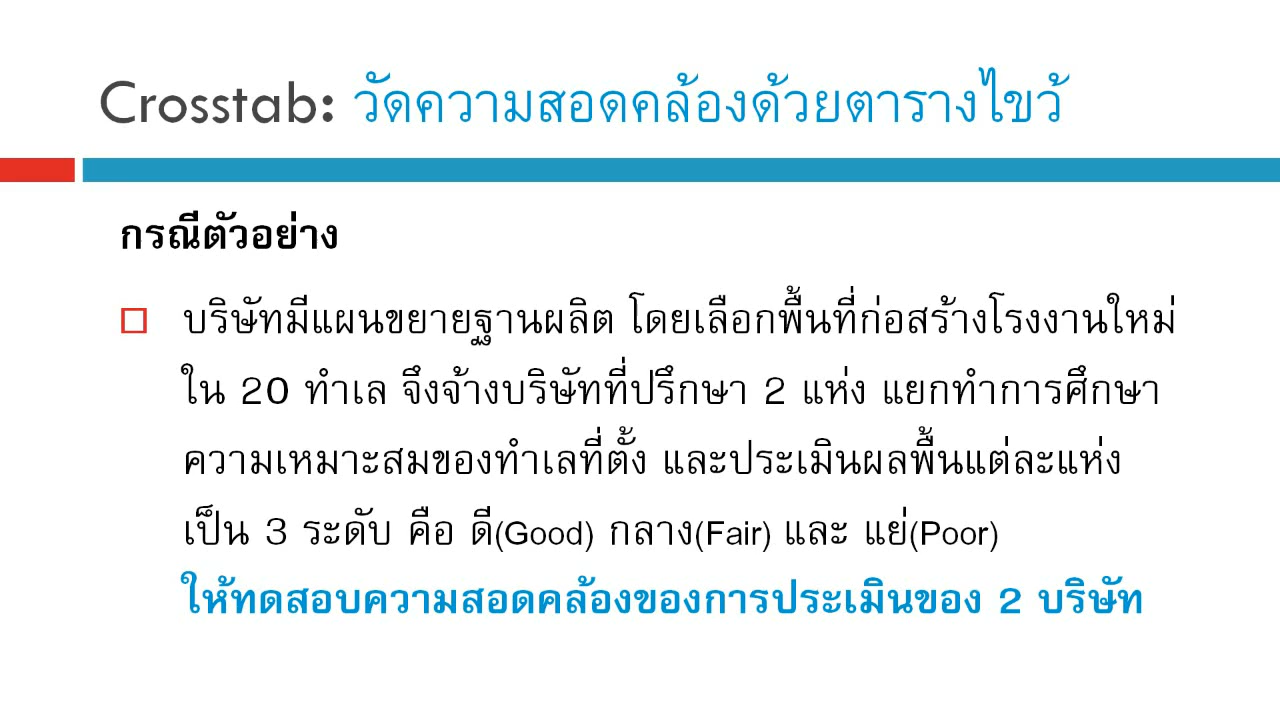 Crosstab: วัดความสอดคล้องด้วยตารางไขว้
กรณีตัวอย่าง
บริษัทมีแผนขยายฐานผลิต โดยเลือกพื้นที่ก่อสร้างโรงงานใหม่
ใน 20 ทำเล จึงจ้างบริษัทที่ปรึกษา 2 แห่ง แยกทำการศึกษา
ความเหมาะสมของทำเลที่ตั้ง และประเมินผลพื้นแต่ละแห่ง
เป็น 3 ระดับ คือ ดี(Good) กลาง(Fair) และ แย่(Poor)
ให้ทดสอบความสอดคล้องของการประเมินของ 2 บริษัท